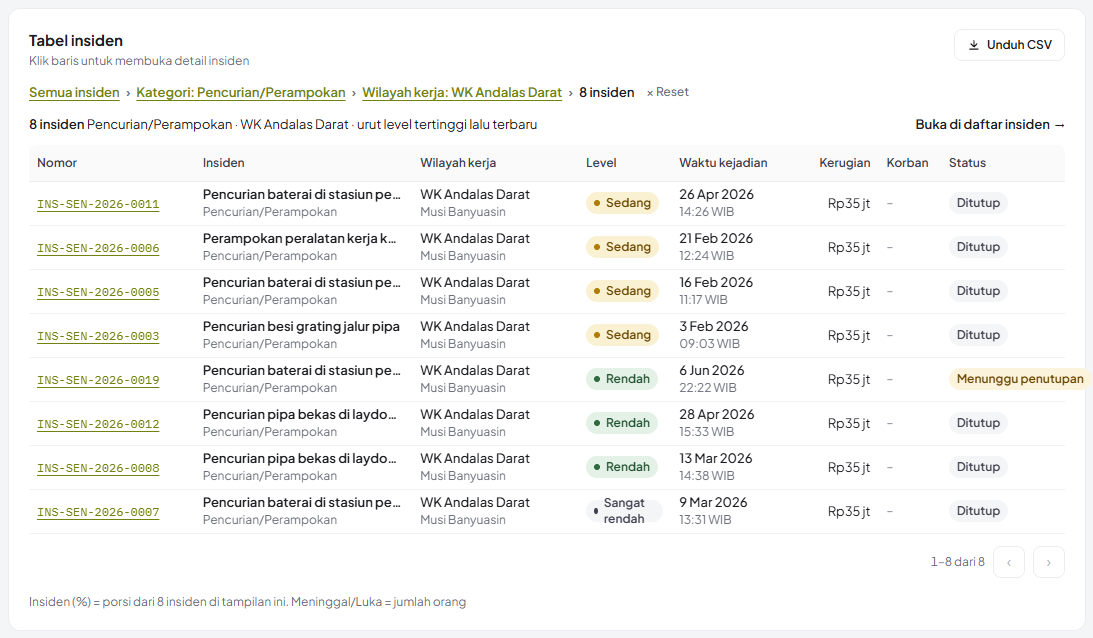 Tabel insiden
Klik baris untuk membuka detail insiden
Unduh CSV
Semua insiden › Kategori: Pencurian/Perampokan › Wilayah kerja: WK Andalas Darat › 8 insiden × Reset
8 insiden Pencurian/Perampokan · WK Andalas Darat · urut level tertinggi lalu terbaru
Buka di daftar insiden →
Nomor Insiden Wilayah kerja Level Waktu kejadian Kerugian Korban Status
INS-SEN-2026-0011 Pencurian baterai di stasiun pe... WK Andalas Darat Sedang 26 Apr 2026 Rp35 jt – Ditutup
Pencurian/Perampokan Musi Banyuasin 14:26 WIB
INS-SEN-2026-0006 Perampokan peralatan kerja k... WK Andalas Darat Sedang 21 Feb 2026 Rp35 jt – Ditutup
Pencurian/Perampokan Musi Banyuasin 12:24 WIB
INS-SEN-2026-0005 Pencurian baterai di stasiun pe... WK Andalas Darat Sedang 16 Feb 2026 Rp35 jt – Ditutup
Pencurian/Perampokan Musi Banyuasin 11:17 WIB
INS-SEN-2026-0003 Pencurian besi grating jalur pipa WK Andalas Darat Sedang 3 Feb 2026 Rp35 jt – Ditutup
Pencurian/Perampokan Musi Banyuasin 09:03 WIB
INS-SEN-2026-0019 Pencurian baterai di stasiun pe... WK Andalas Darat Rendah 6 Jun 2026 Rp35 jt – Menunggu penutupan
Pencurian/Perampokan Musi Banyuasin 22:22 WIB
INS-SEN-2026-0012 Pencurian pipa bekas di laydo... WK Andalas Darat Rendah 28 Apr 2026 Rp35 jt – Ditutup
Pencurian/Perampokan Musi Banyuasin 15:33 WIB
INS-SEN-2026-0008 Pencurian pipa bekas di laydo... WK Andalas Darat Rendah 13 Mar 2026 Rp35 jt – Ditutup
Pencurian/Perampokan Musi Banyuasin 14:38 WIB
INS-SEN-2026-0007 Pencurian baterai di stasiun pe... WK Andalas Darat Sangat rendah 9 Mar 2026 Rp35 jt – Ditutup
Pencurian/Perampokan Musi Banyuasin 13:31 WIB
1–8 dari 8 ‹ ›
Insiden (%) = porsi dari 8 insiden di tampilan ini. Meninggal/Luka = jumlah orang